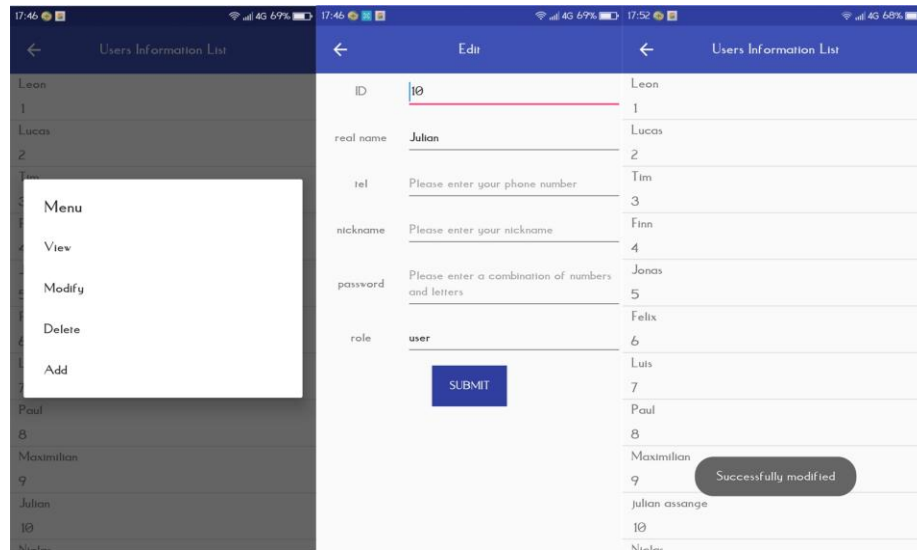 17:46
4G 69%
Users Information List
Leon
1
Lucas
2
Tim
3
Menu
View
Modify
Delete
Add
7
Paul
8
Maximilian
9
Julian
10
17:46
4G 69%
Edit
ID
10
real name
Julian
tel
Please enter your phone number
nickname
Please enter your nickname
password
Please enter a combination of numbers
and letters
role
user
SUBMIT
17:52
4G 68%
Users Information List
Leon
1
Lucas
2
Tim
3
Finn
4
Jonas
5
Felix
6
Luis
7
Paul
8
Maximilian
9
Successfully modified
julian assange
10